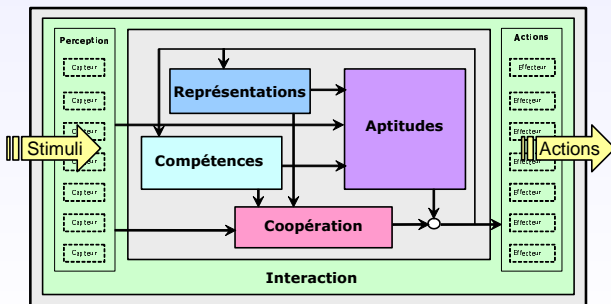 Perception
Actions
Capteur
Effecteur
Capteur
Effecteur
Représentations
Aptitudes
Capteur
Effecteur
Stimuli
Actions
Compétences
Capteur
Effecteur
Capteur
Effecteur
Capteur
Effecteur
Coopération
Capteur
Effecteur
Interaction